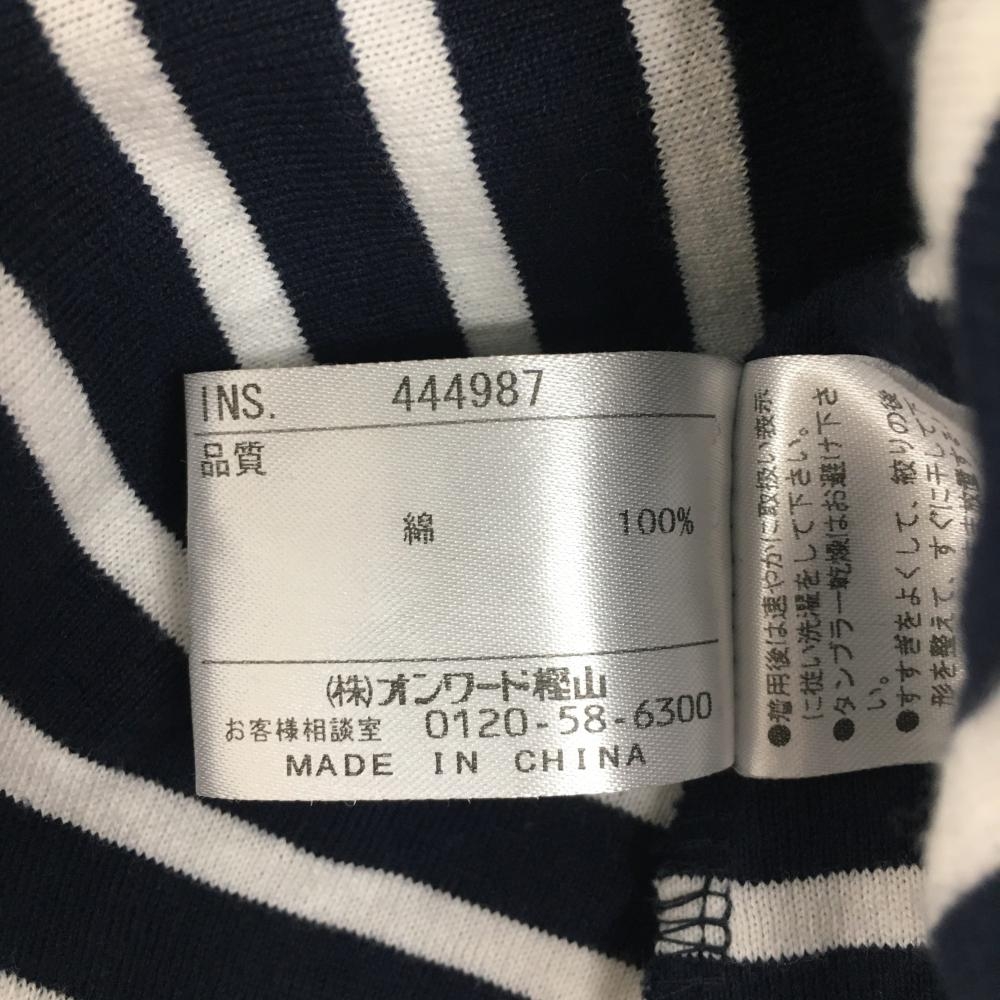 INS. 444987
品質
綿 100%
(株)オンワード樫山
お客様相談室 0120-58-6300
MADE IN CHINA
●着用後は速やかに取扱い表示
に従い洗濯をして下さい。
●タンブラー乾燥はお避け下さ
い。
●すすぎをよくして、絞りの後
形を整えて、すぐに干して